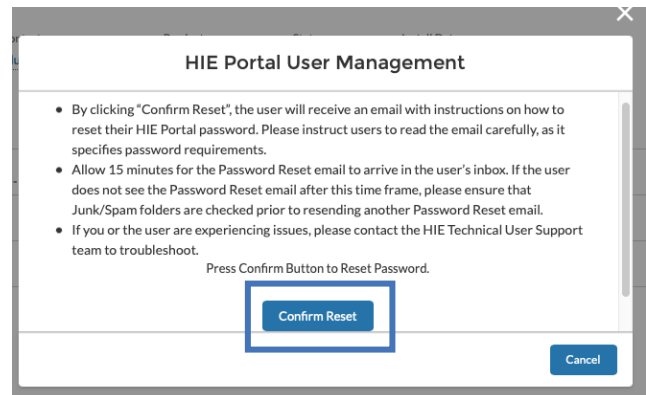 HIE Portal User Management
• By clicking “Confirm Reset”, the user will receive an email with instructions on how to
reset their HIE Portal password. Please instruct users to read the email carefully, as it
specifies password requirements.
• Allow 15 minutes for the Password Reset email to arrive in the user’s inbox. If the user
does not see the Password Reset email after this time frame, please ensure that
Junk/Spam folders are checked prior to resending another Password Reset email.
• If you or the user are experiencing issues, please contact the HIE Technical User Support
team to troubleshoot.
Press Confirm Button to Reset Password.
Confirm Reset
Cancel